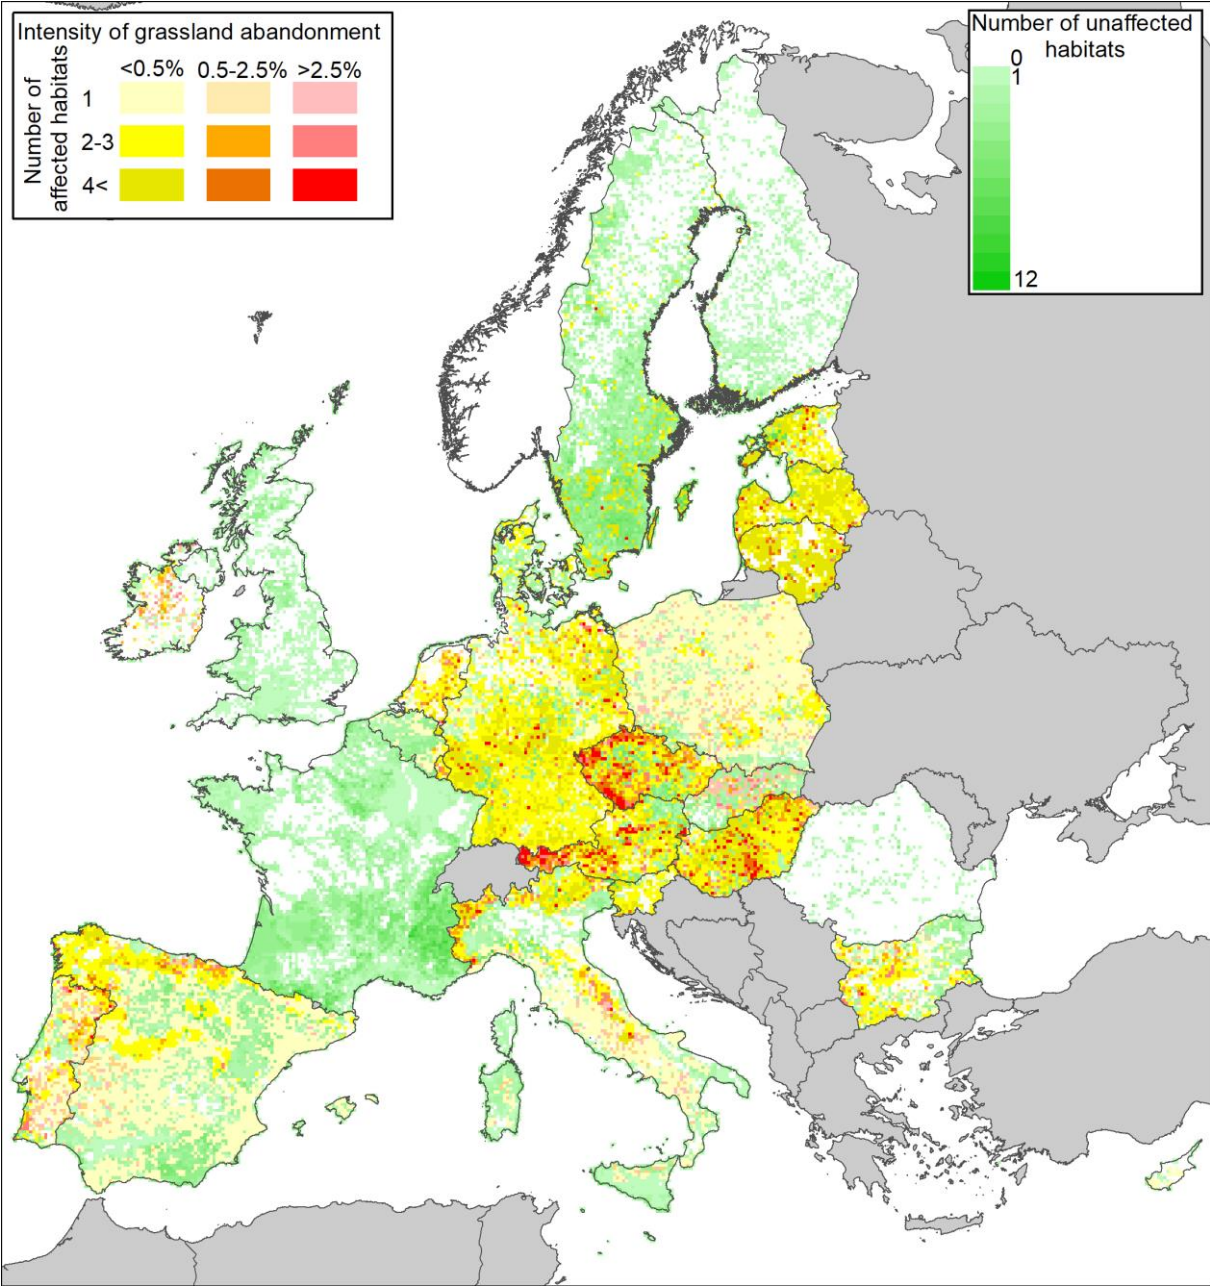 Intensity of grassland abandonment
<0.5% 0.5-2.5% >2.5%
Number of
affected habitats
1
2-3
4<
Number of unaffected
habitats
0
1
12